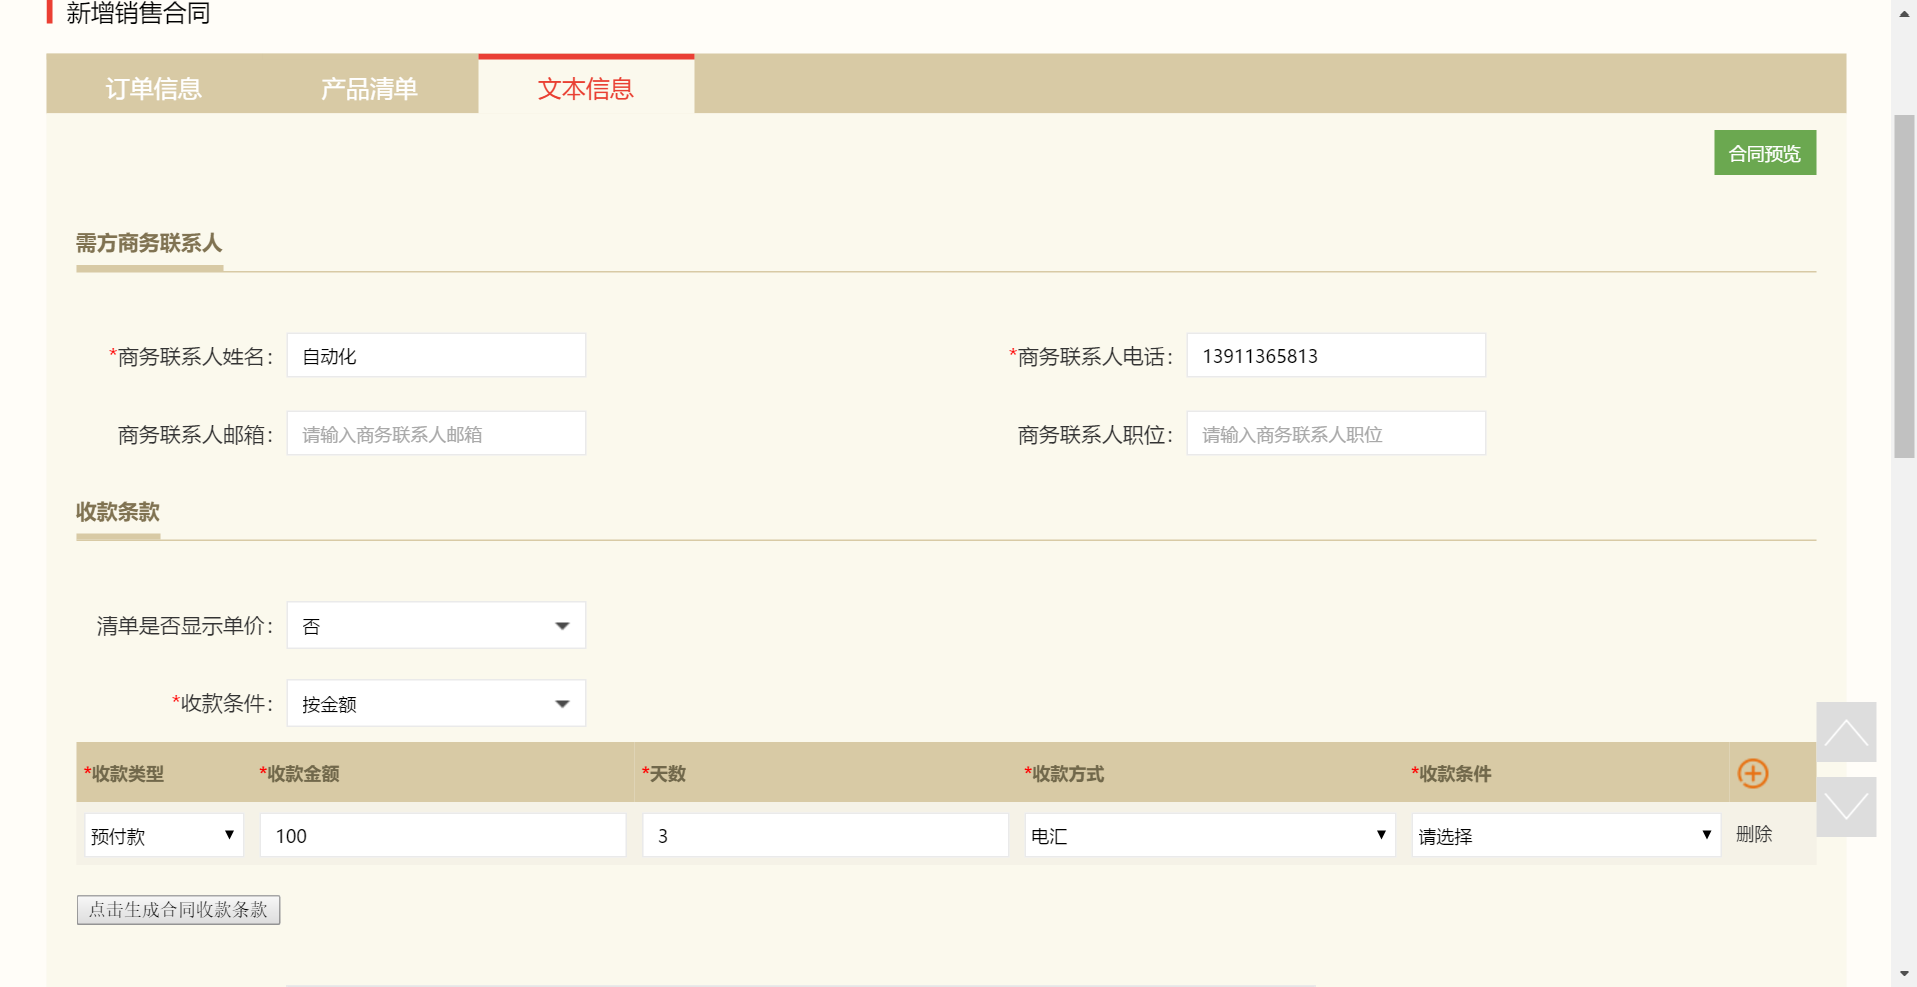 新增销售合同
订单信息 产品清单 文本信息
合同预览
需方商务联系人
*商务联系人姓名: 自动化 *商务联系人电话: 13911365813
商务联系人邮箱: 请输入商务联系人邮箱 商务联系人职位: 请输入商务联系人职位
收款条款
清单是否显示单价: 否
*收款条件: 按金额
*收款类型 *收款金额 *天数 *收款方式 *收款条件
预付款 100 3 电汇 请选择 删除
点击生成合同收款条款